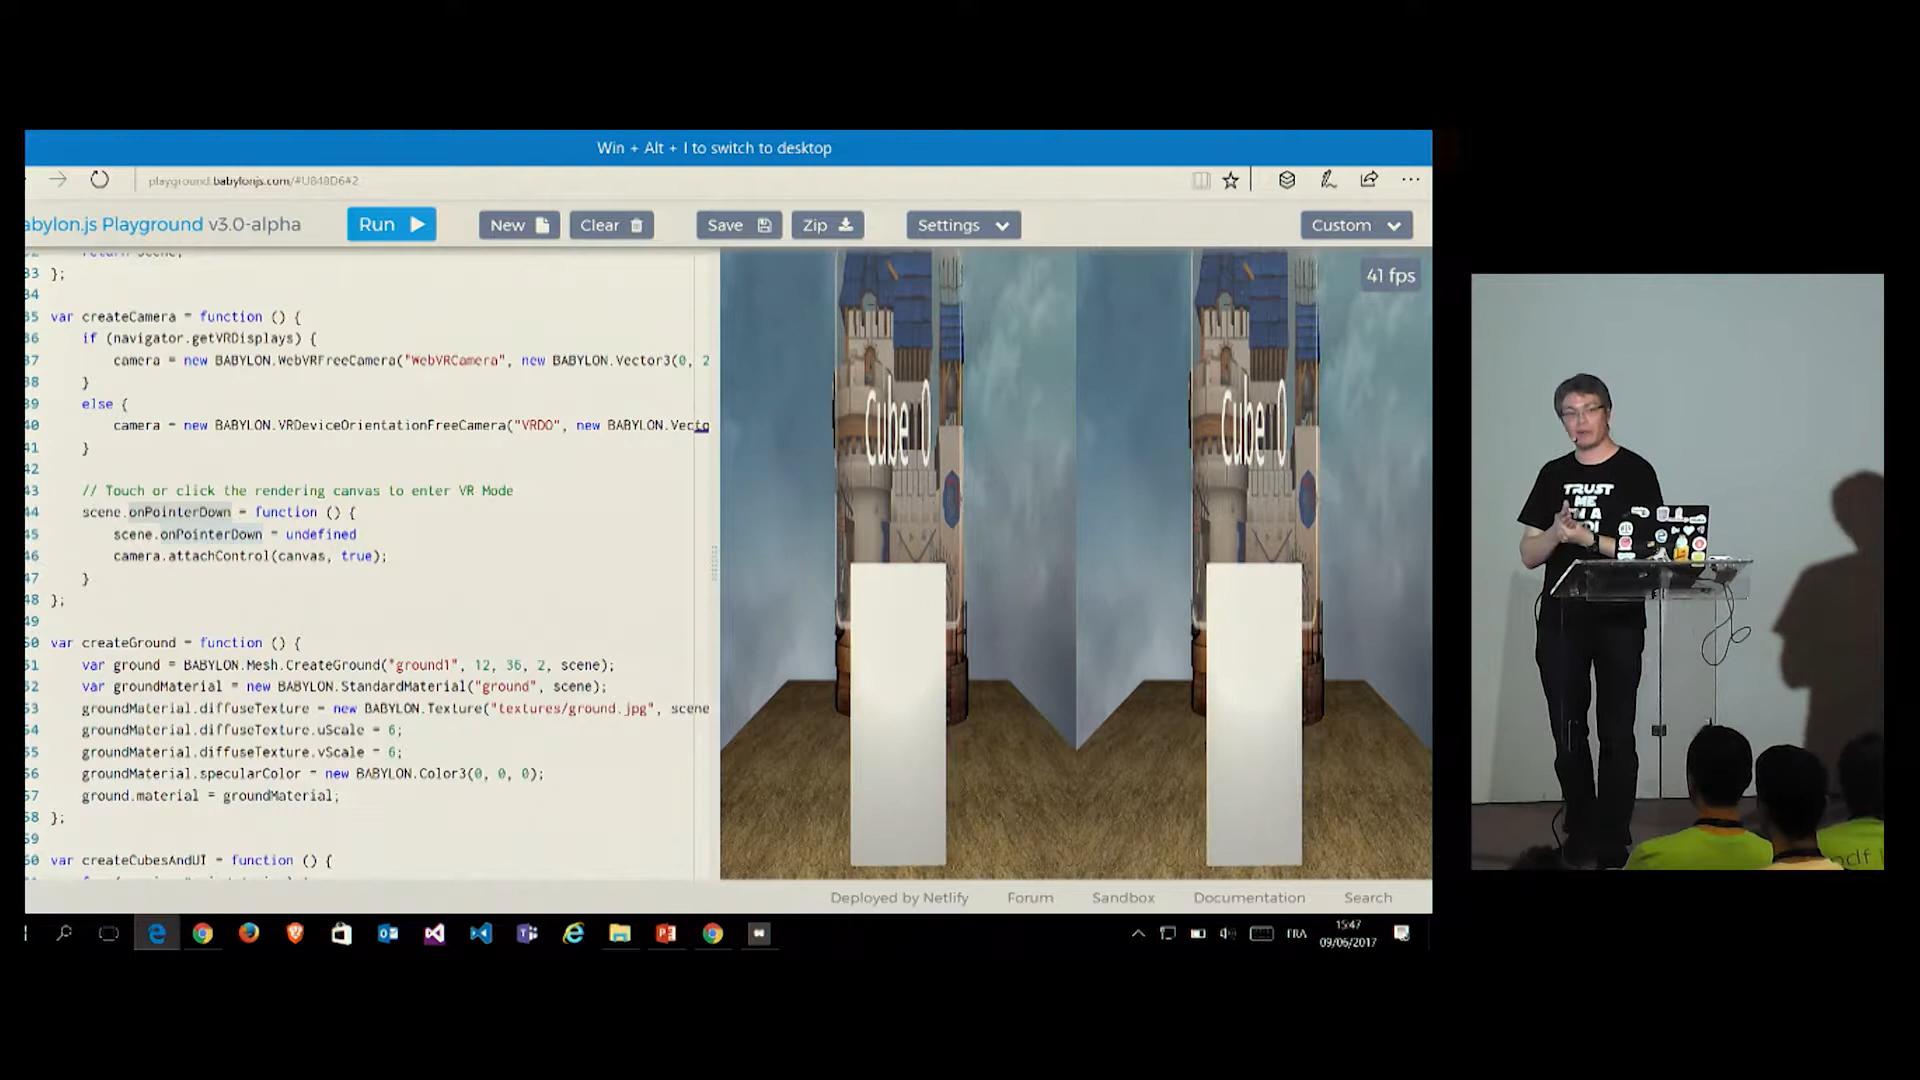 Win + Alt + I to switch to desktop
playground.babylonjs.com/#U848D6#2
abylon.js Playground v3.0-alpha
Run
New
Clear
Save
Zip
Settings
Custom
return scene;
33 };
34
35 var createCamera = function () {
36 if (navigator.getVRDisplays) {
37 camera = new BABYLON.WebVRFreeCamera("WebVRCamera", new BABYLON.Vector3(0, 2
38 }
39 else {
40 camera = new BABYLON.VRDeviceOrientationFreeCamera("VRDO", new BABYLON.Vecto
41 }
42
43 // Touch or click the rendering canvas to enter VR Mode
44 scene.onPointerDown = function () {
45 scene.onPointerDown = undefined
46 camera.attachControl(canvas, true);
47 }
48 };
49
50 var createGround = function () {
51 var ground = BABYLON.Mesh.CreateGround("ground1", 12, 36, 2, scene);
52 var groundMaterial = new BABYLON.StandardMaterial("ground", scene);
53 groundMaterial.diffuseTexture = new BABYLON.Texture("textures/ground.jpg", scene
54 groundMaterial.diffuseTexture.uScale = 6;
55 groundMaterial.diffuseTexture.vScale = 6;
56 groundMaterial.specularColor = new BABYLON.Color3(0, 0, 0);
57 ground.material = groundMaterial;
58 };
59
60 var createCubesAndUI = function () {
41 fps
Cube 0
Cube 0
Deployed by Netlify
Forum
Sandbox
Documentation
Search
FRA
15:47
09/06/2017
TRUST
ME